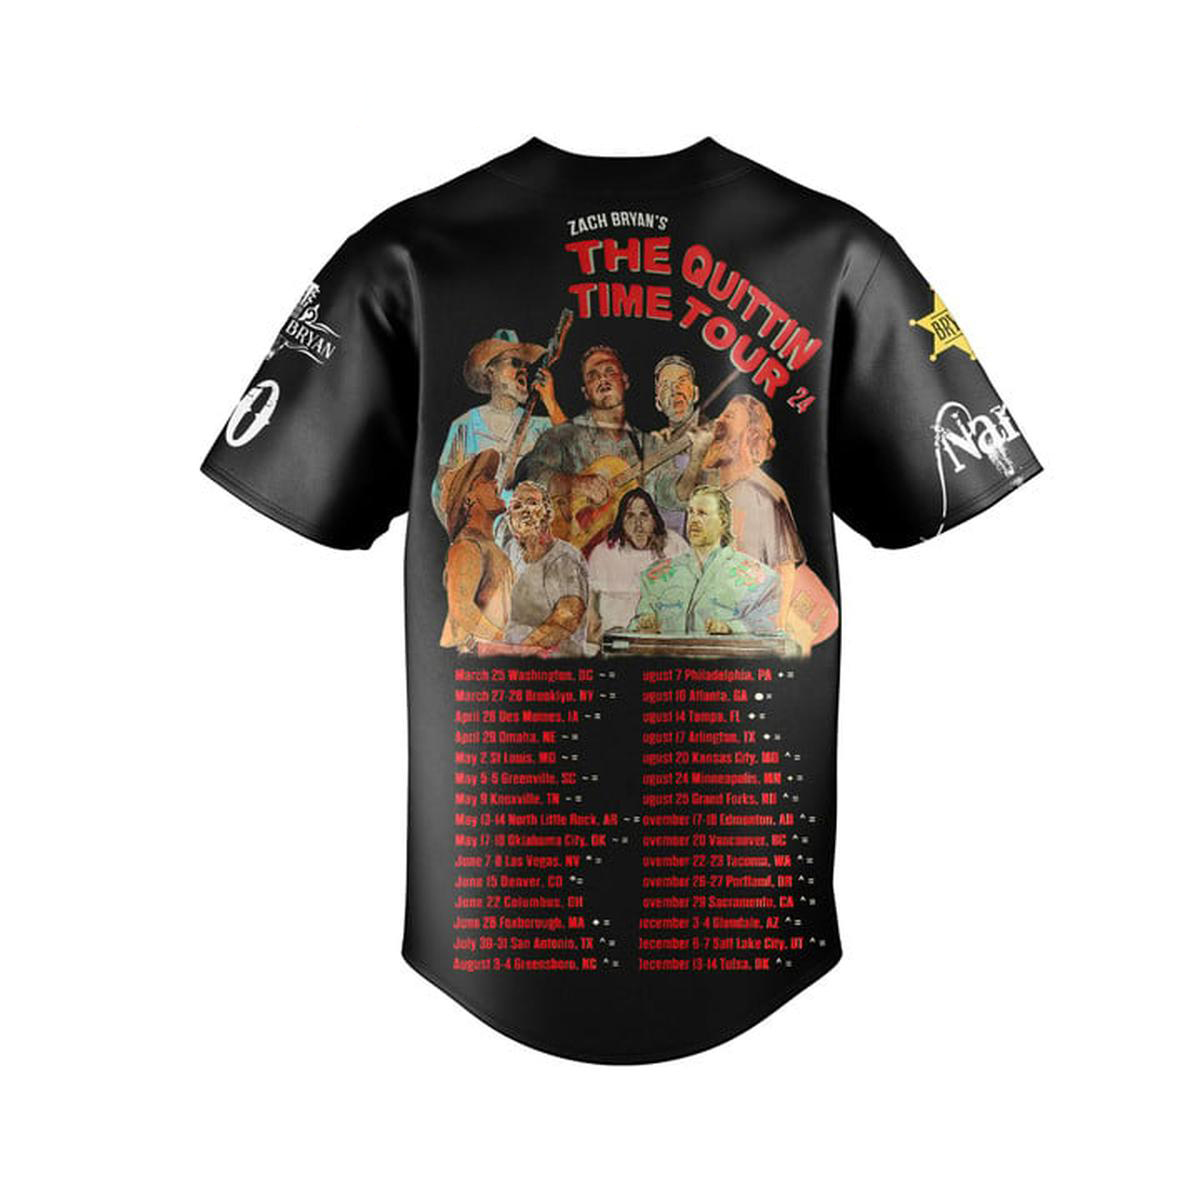 ZACH BRYAN'S
THE QUITTIN
TIME TOUR '24
BRYAN
O
BRY
Nar
March 25 Washington, DC ~ =
March 27-28 Brooklyn, NY ~ =
April 26 Des Moines, IA ~ =
April 29 Omaha, NE ~ =
May 2 St Louis, MO ~ =
May 5-6 Greenville, SC ~ =
May 9 Knoxville, TN ~ =
May 13-14 North Little Rock, AR ~ =
May 17-18 Oklahoma City, OK ~ =
June 7-8 Las Vegas, NV * =
June 15 Denver, CO * =
June 22 Columbus, OH
June 26 Foxborough, MA + =
July 30-31 San Antonio, TX ^ =
August 3-4 Greensboro, NC ^ =
ugust 7 Philadelphia, PA + =
ugust 10 Atlanta, GA ● =
ugust 14 Tampa, FL + =
ugust 17 Arlington, TX + =
ugust 20 Kansas City, MO ^ =
ugust 24 Minneapolis, MN + =
ugust 25 Grand Forks, ND ^ =
ovember 17-18 Edmonton, AB ^ =
ovember 20 Vancouver, BC ^ =
ovember 22-23 Tacoma, WA ^ =
ovember 26-27 Portland, OR ^ =
ovember 29 Sacramento, CA ^ =
ecember 3-4 Glendale, AZ ^ =
ecember 6-7 Salt Lake City, UT ^ =
ecember 13-14 Tulsa, OK ^ =